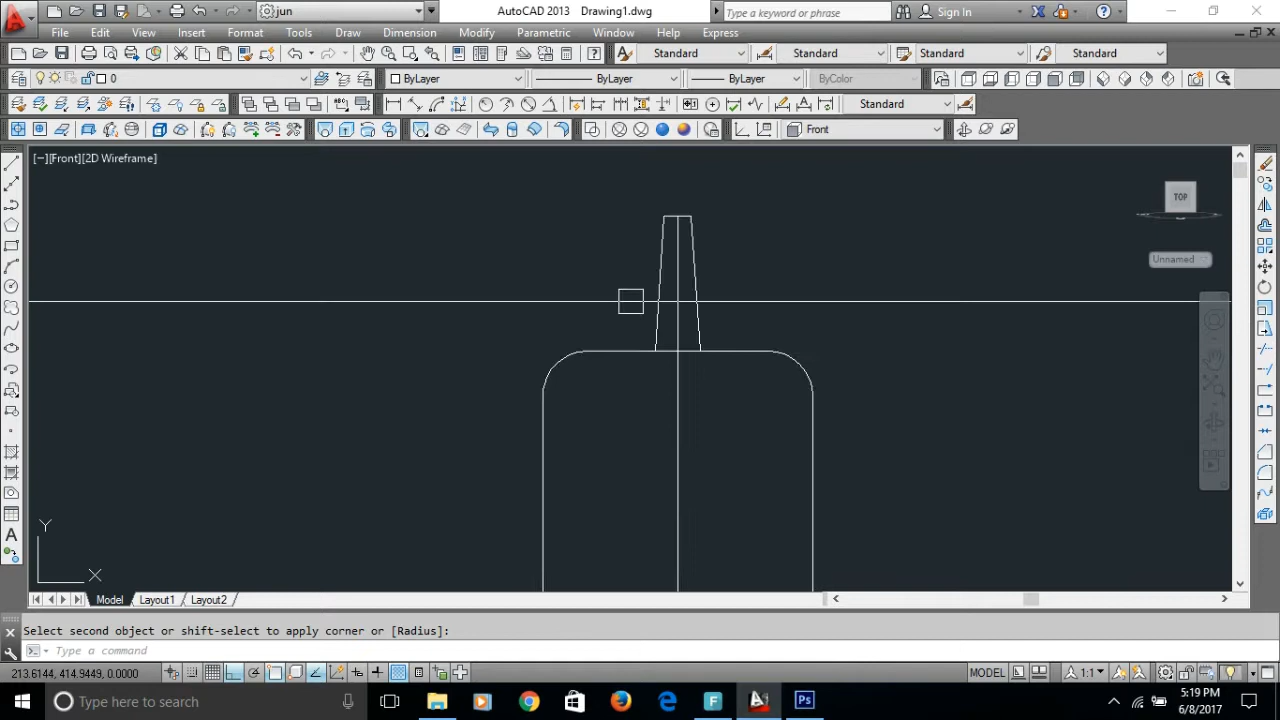 jun
AutoCAD 2013 Drawing1.dwg
Type a keyword or phrase
Sign In
File Edit View Insert Format Tools Draw Dimension Modify Parametric Window Help Express
Standard Standard Standard Standard
0 ByLayer ByLayer ByLayer ByColor
Standard
Front
[−][Front][2D Wireframe]
TOP
Unnamed
Y
X
Model Layout1 Layout2
Select second object or shift-select to apply corner or [Radius]:
Type a command
213.6144, 414.9449, 0.0000 MODEL 1:1
Type here to search
F
Ps
5:19 PM
6/8/2017